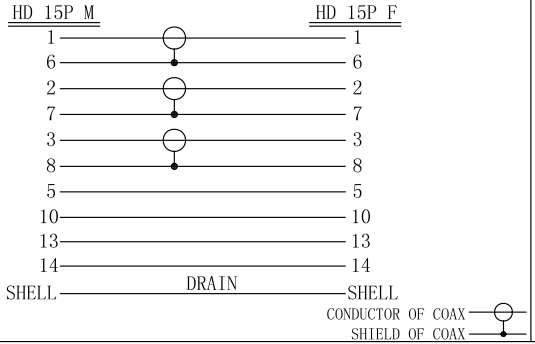 HD 15P M HD 15P F
1 1
6 6
2 2
7 7
3 3
8 8
5 5
10 10
13 13
14 14
SHELL DRAIN SHELL
CONDUCTOR OF COAX
SHIELD OF COAX